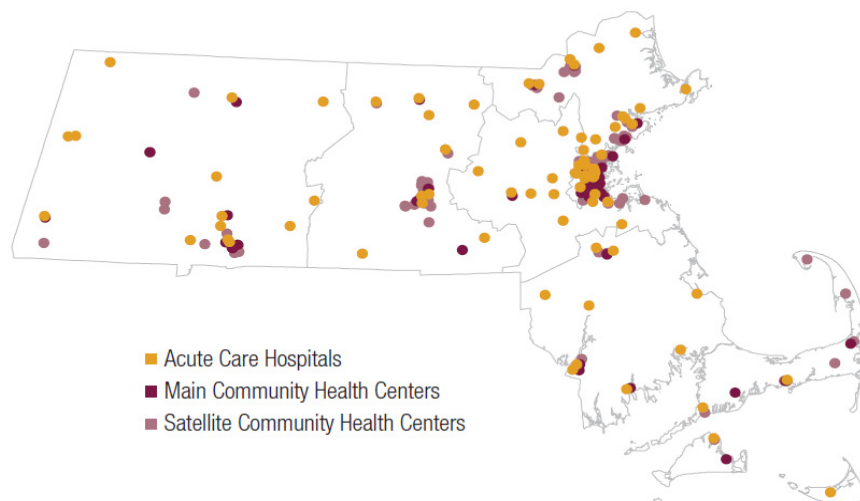 Acute Care Hospitals
Main Community Health Centers
Satellite Community Health Centers